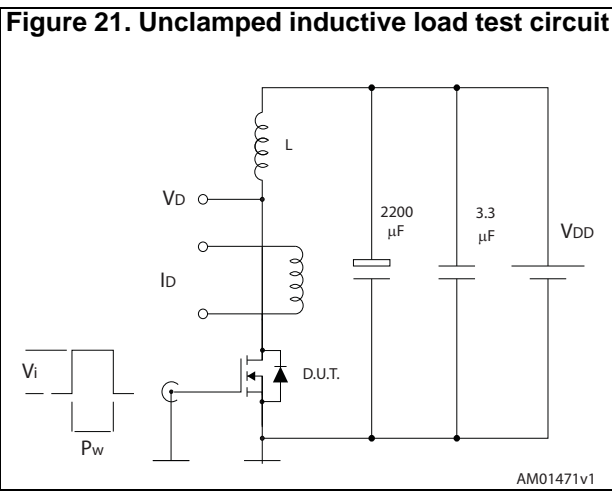 Figure 21. Unclamped inductive load test circuit
L
VD
2200
μF
3.3
μF
VDD
ID
Vi
D.U.T.
Pw
AM01471v1